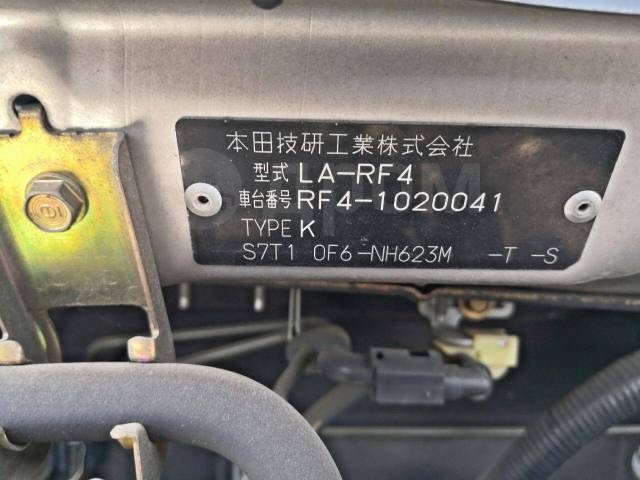 本田技研工業株式会社
型式 LA-RF4
車台番号 RF4-1020041
TYPE K
S7T1 0F6-NH623M -T -S